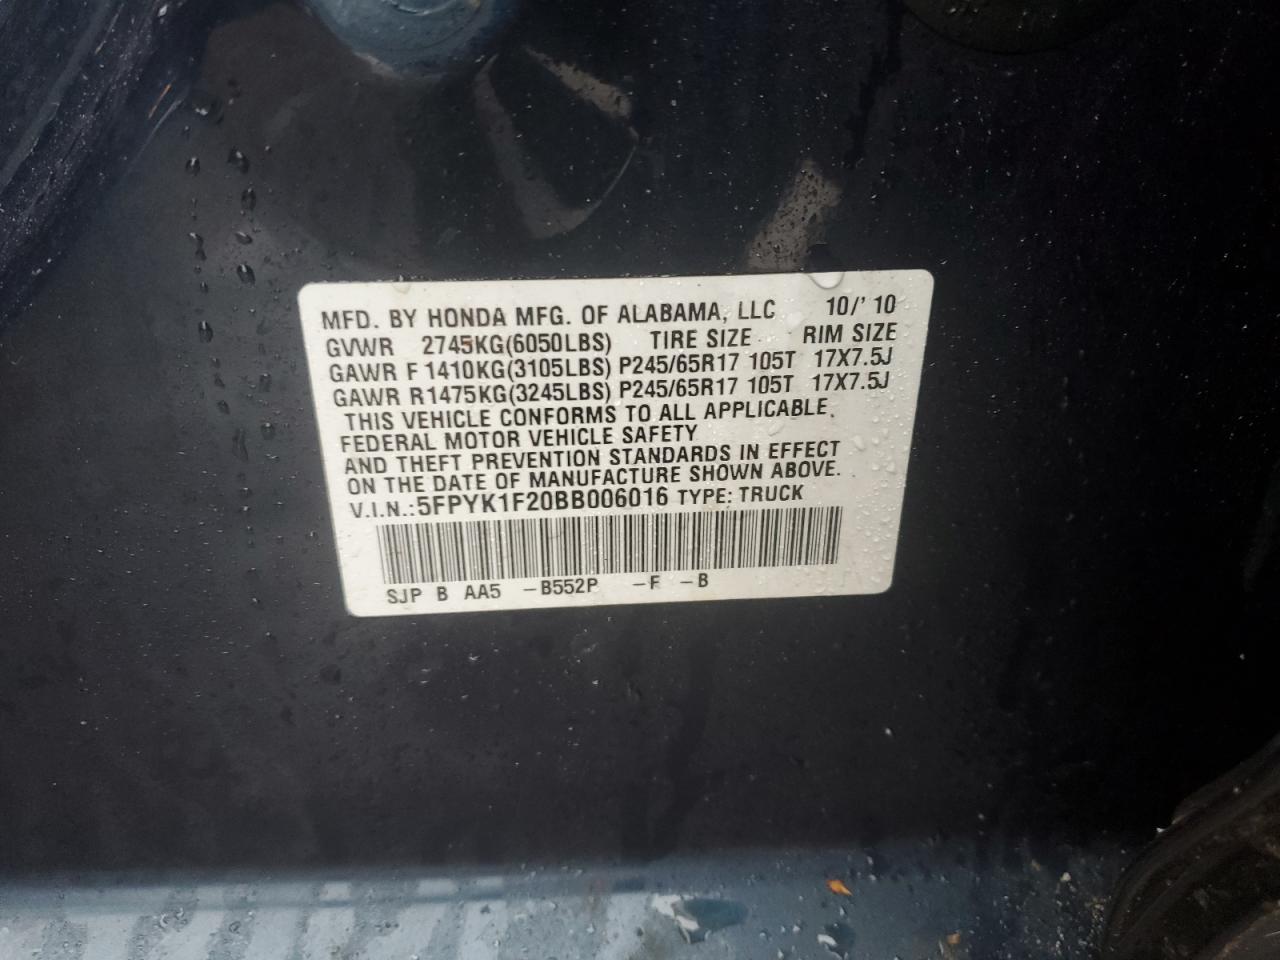 MFD. BY HONDA MFG. OF ALABAMA, LLC 10/'10
GVWR 2745KG(6050LBS) TIRE SIZE RIM SIZE
GAWR F 1410KG(3105LBS) P245/65R17 105T 17X7.5J
GAWR R1475KG(3245LBS) P245/65R17 105T 17X7.5J
THIS VEHICLE CONFORMS TO ALL APPLICABLE
FEDERAL MOTOR VEHICLE SAFETY
AND THEFT PREVENTION STANDARDS IN EFFECT
ON THE DATE OF MANUFACTURE SHOWN ABOVE.
V.I.N.:5FPYK1F20BB006016 TYPE: TRUCK
SJP B AA5 -B552P -F -B